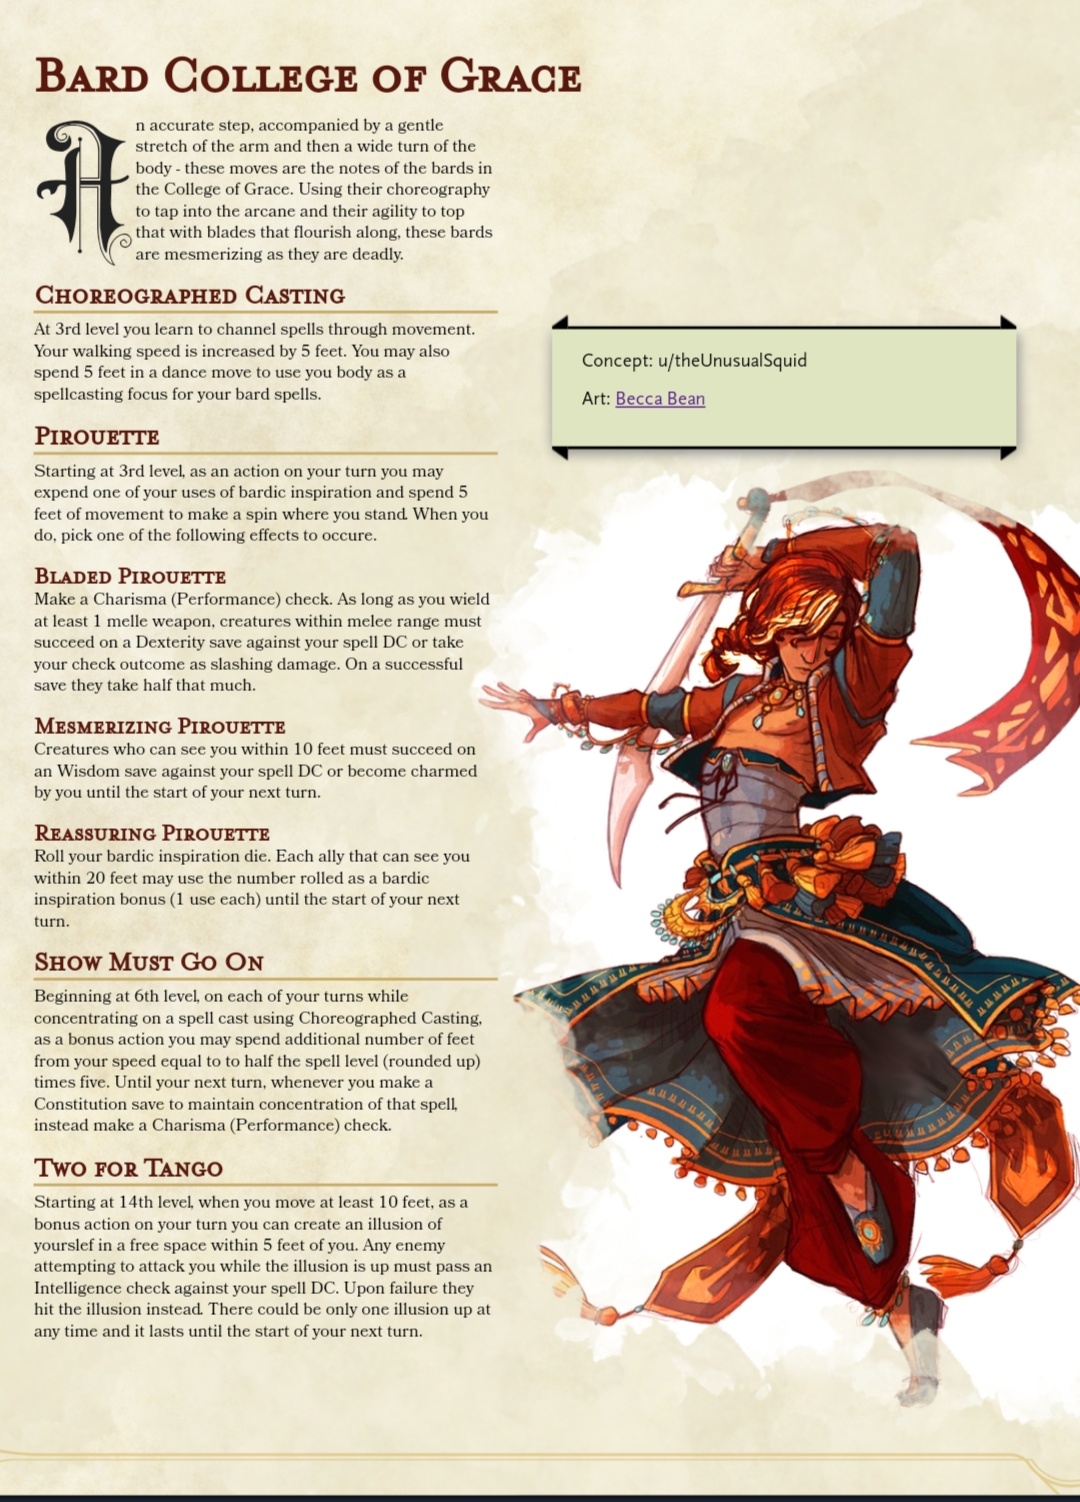 Bard College of Grace
An accurate step, accompanied by a gentle
stretch of the arm and then a wide turn of the
body - these moves are the notes of the bards in
the College of Grace. Using their choreography
to tap into the arcane and their agility to top
that with blades that flourish along, these bards
are mesmerizing as they are deadly.
Choreographed Casting
At 3rd level you learn to channel spells through movement.
Your walking speed is increased by 5 feet. You may also
spend 5 feet in a dance move to use you body as a
spellcasting focus for your bard spells.
Pirouette
Starting at 3rd level, as an action on your turn you may
expend one of your uses of bardic inspiration and spend 5
feet of movement to make a spin where you stand. When you
do, pick one of the following effects to occure.
Bladed Pirouette
Make a Charisma (Performance) check. As long as you wield
at least 1 melle weapon, creatures within melee range must
succeed on a Dexterity save against your spell DC or take
your check outcome as slashing damage. On a successful
save they take half that much.
Mesmerizing Pirouette
Creatures who can see you within 10 feet must succeed on
an Wisdom save against your spell DC or become charmed
by you until the start of your next turn.
Reassuring Pirouette
Roll your bardic inspiration die. Each ally that can see you
within 20 feet may use the number rolled as a bardic
inspiration bonus (1 use each) until the start of your next
turn.
Show Must Go On
Beginning at 6th level, on each of your turns while
concentrating on a spell cast using Choreographed Casting,
as a bonus action you may spend additional number of feet
from your speed equal to to half the spell level (rounded up)
times five. Until your next turn, whenever you make a
Constitution save to maintain concentration of that spell,
instead make a Charisma (Performance) check.
Two for Tango
Starting at 14th level, when you move at least 10 feet, as a
bonus action on your turn you can create an illusion of
yourslef in a free space within 5 feet of you. Any enemy
attempting to attack you while the illusion is up must pass an
Intelligence check against your spell DC. Upon failure they
hit the illusion instead. There could be only one illusion up at
any time and it lasts until the start of your next turn.
Concept: u/theUnusualSquid
Art: Becca Bean